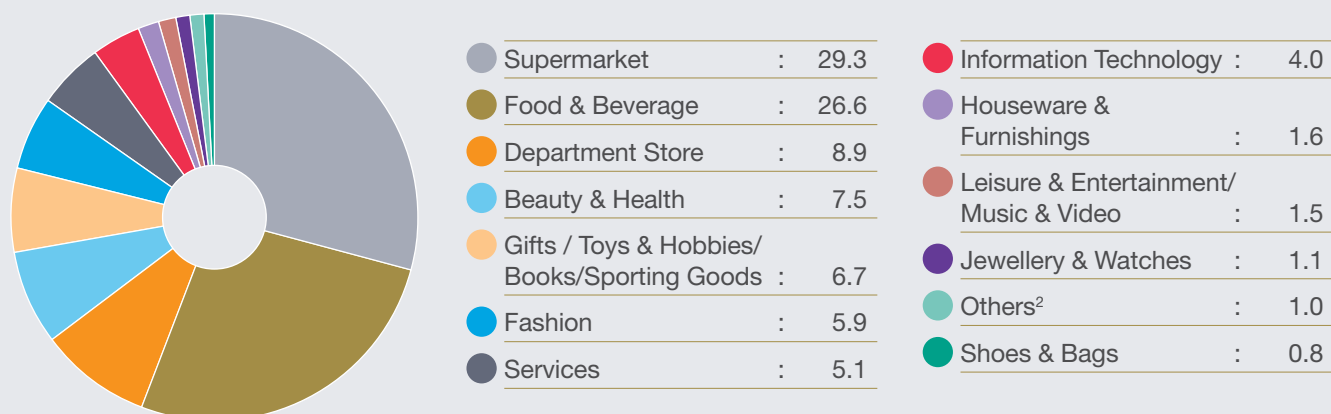 Supermarket : 29.3
Food & Beverage : 26.6
Department Store : 8.9
Beauty & Health : 7.5
Gifts / Toys & Hobbies/
Books/Sporting Goods : 6.7
Fashion : 5.9
Services : 5.1
Information Technology : 4.0
Houseware &
Furnishings : 1.6
Leisure & Entertainment/
Music & Video : 1.5
Jewellery & Watches : 1.1
Others² : 1.0
Shoes & Bags : 0.8